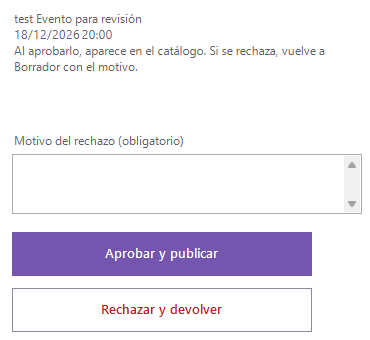 test Evento para revisión
18/12/2026 20:00
Al aprobarlo, aparece en el catálogo. Si se rechaza, vuelve a
Borrador con el motivo.
Motivo del rechazo (obligatorio)
Aprobar y publicar
Rechazar y devolver